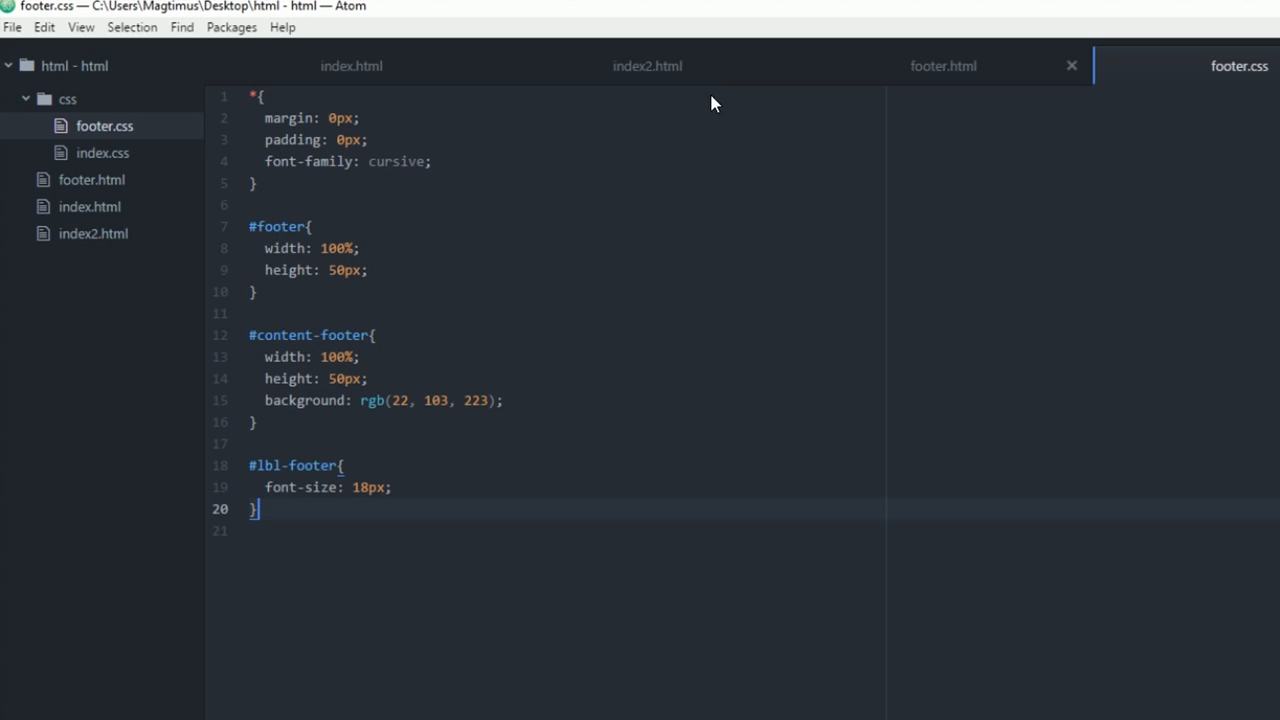 footer.css — C:\Users\Magtimus\Desktop\html - html — Atom
File Edit View Selection Find Packages Help
html - html
css
footer.css
index.css
footer.html
index.html
index2.html
index.html index2.html footer.html footer.css
1 *{
2 margin: 0px;
3 padding: 0px;
4 font-family: cursive;
5 }
6
7 #footer{
8 width: 100%;
9 height: 50px;
10 }
11
12 #content-footer{
13 width: 100%;
14 height: 50px;
15 background: rgb(22, 103, 223);
16 }
17
18 #lbl-footer{
19 font-size: 18px;
20 }
21